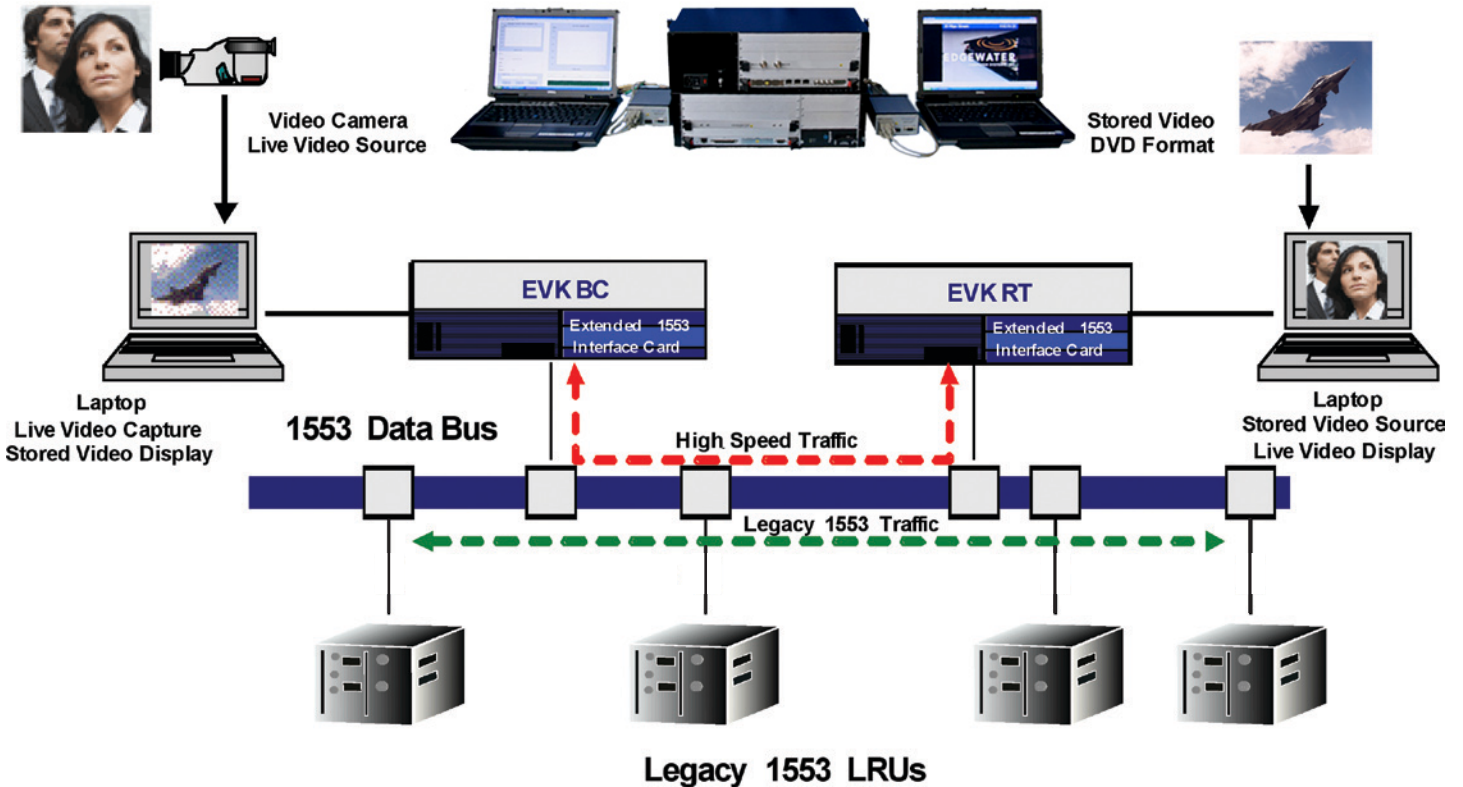 Video Camera
Live Video Source
EDGEWATER
Stored Video
DVD Format
EVK BC
Extended 1553
Interface Card
EVK RT
Extended 1553
Interface Card
Laptop
Live Video Capture
Stored Video Display
1553 Data Bus
High Speed Traffic
Laptop
Stored Video Source
Live Video Display
Legacy 1553 Traffic
Legacy 1553 LRUs